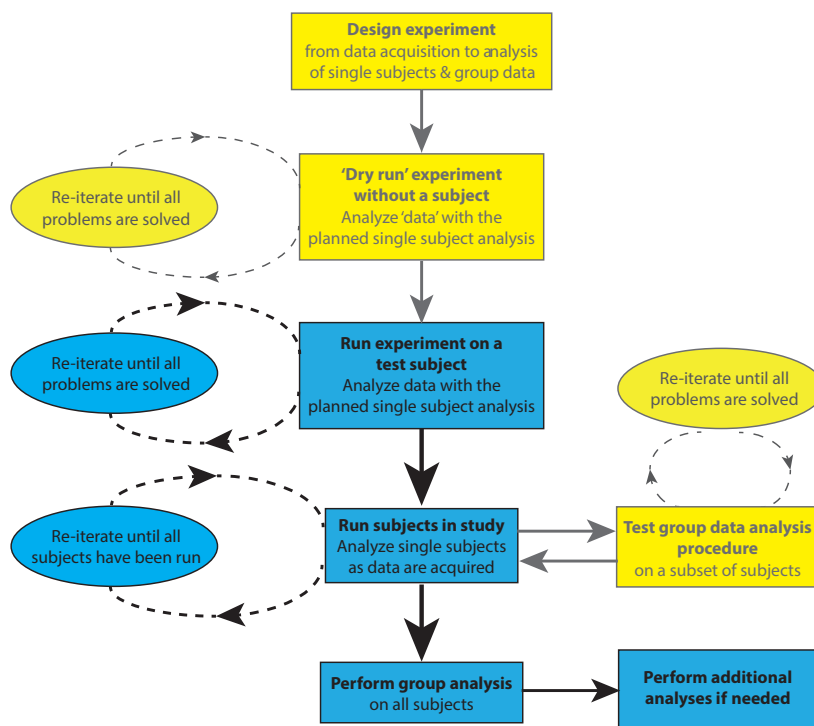 Design experiment
from data acquisition to analysis
of single subjects & group data
Re-iterate until all
problems are solved
‘Dry run’ experiment
without a subject
Analyze ‘data’ with the
planned single subject analysis
Re-iterate until all
problems are solved
Run experiment on a
test subject
Analyze data with the
planned single subject analysis
Re-iterate until all
problems are solved
Re-iterate until all
subjects have been run
Run subjects in study
Analyze single subjects
as data are acquired
Test group data analysis
procedure
on a subset of subjects
Perform group analysis
on all subjects
Perform additional
analyses if needed